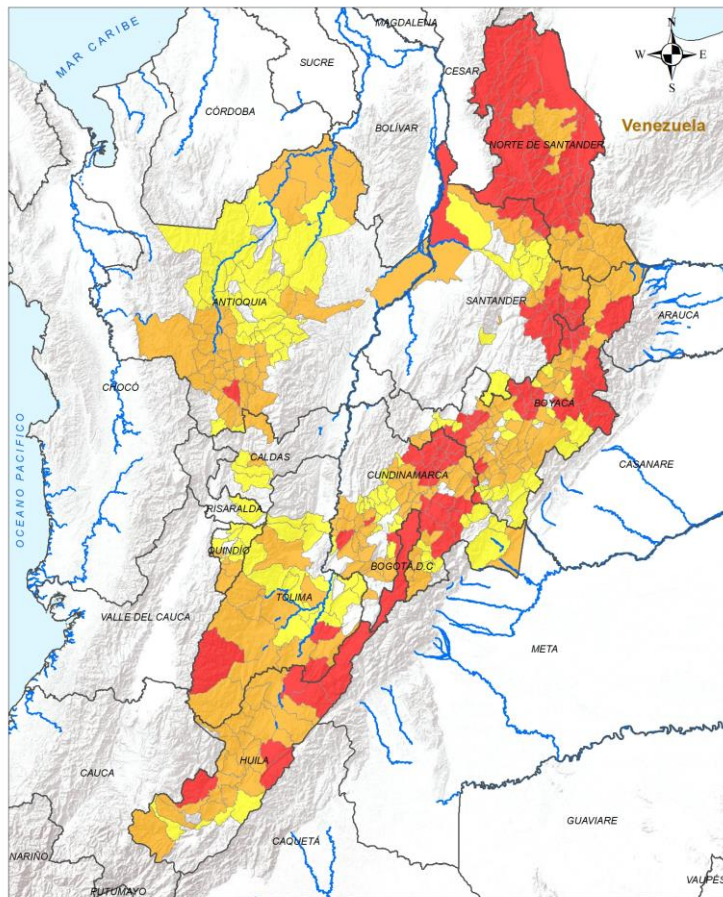 MAGDALENA
MAR CARIBE
SUCRE
CESAR
N
W E
S
CÓRDOBA
BOLÍVAR
Venezuela
NORTE DE SANTANDER
ANTIOQUIA
SANTANDER
ARAUCA
CHOCÓ
BOYACA
CALDAS
CUNDINAMARCA
CASANARE
OCEANO PACIFICO
RISARALDA
QUINDÍO
BOGOTÁ, D.C
TOLIMA
VALLE DEL CAUCA
META
HUILA
CAUCA
GUAVIARE
CAQUETÁ
NARIÑO
PUTUMAYO
VAUPÉS